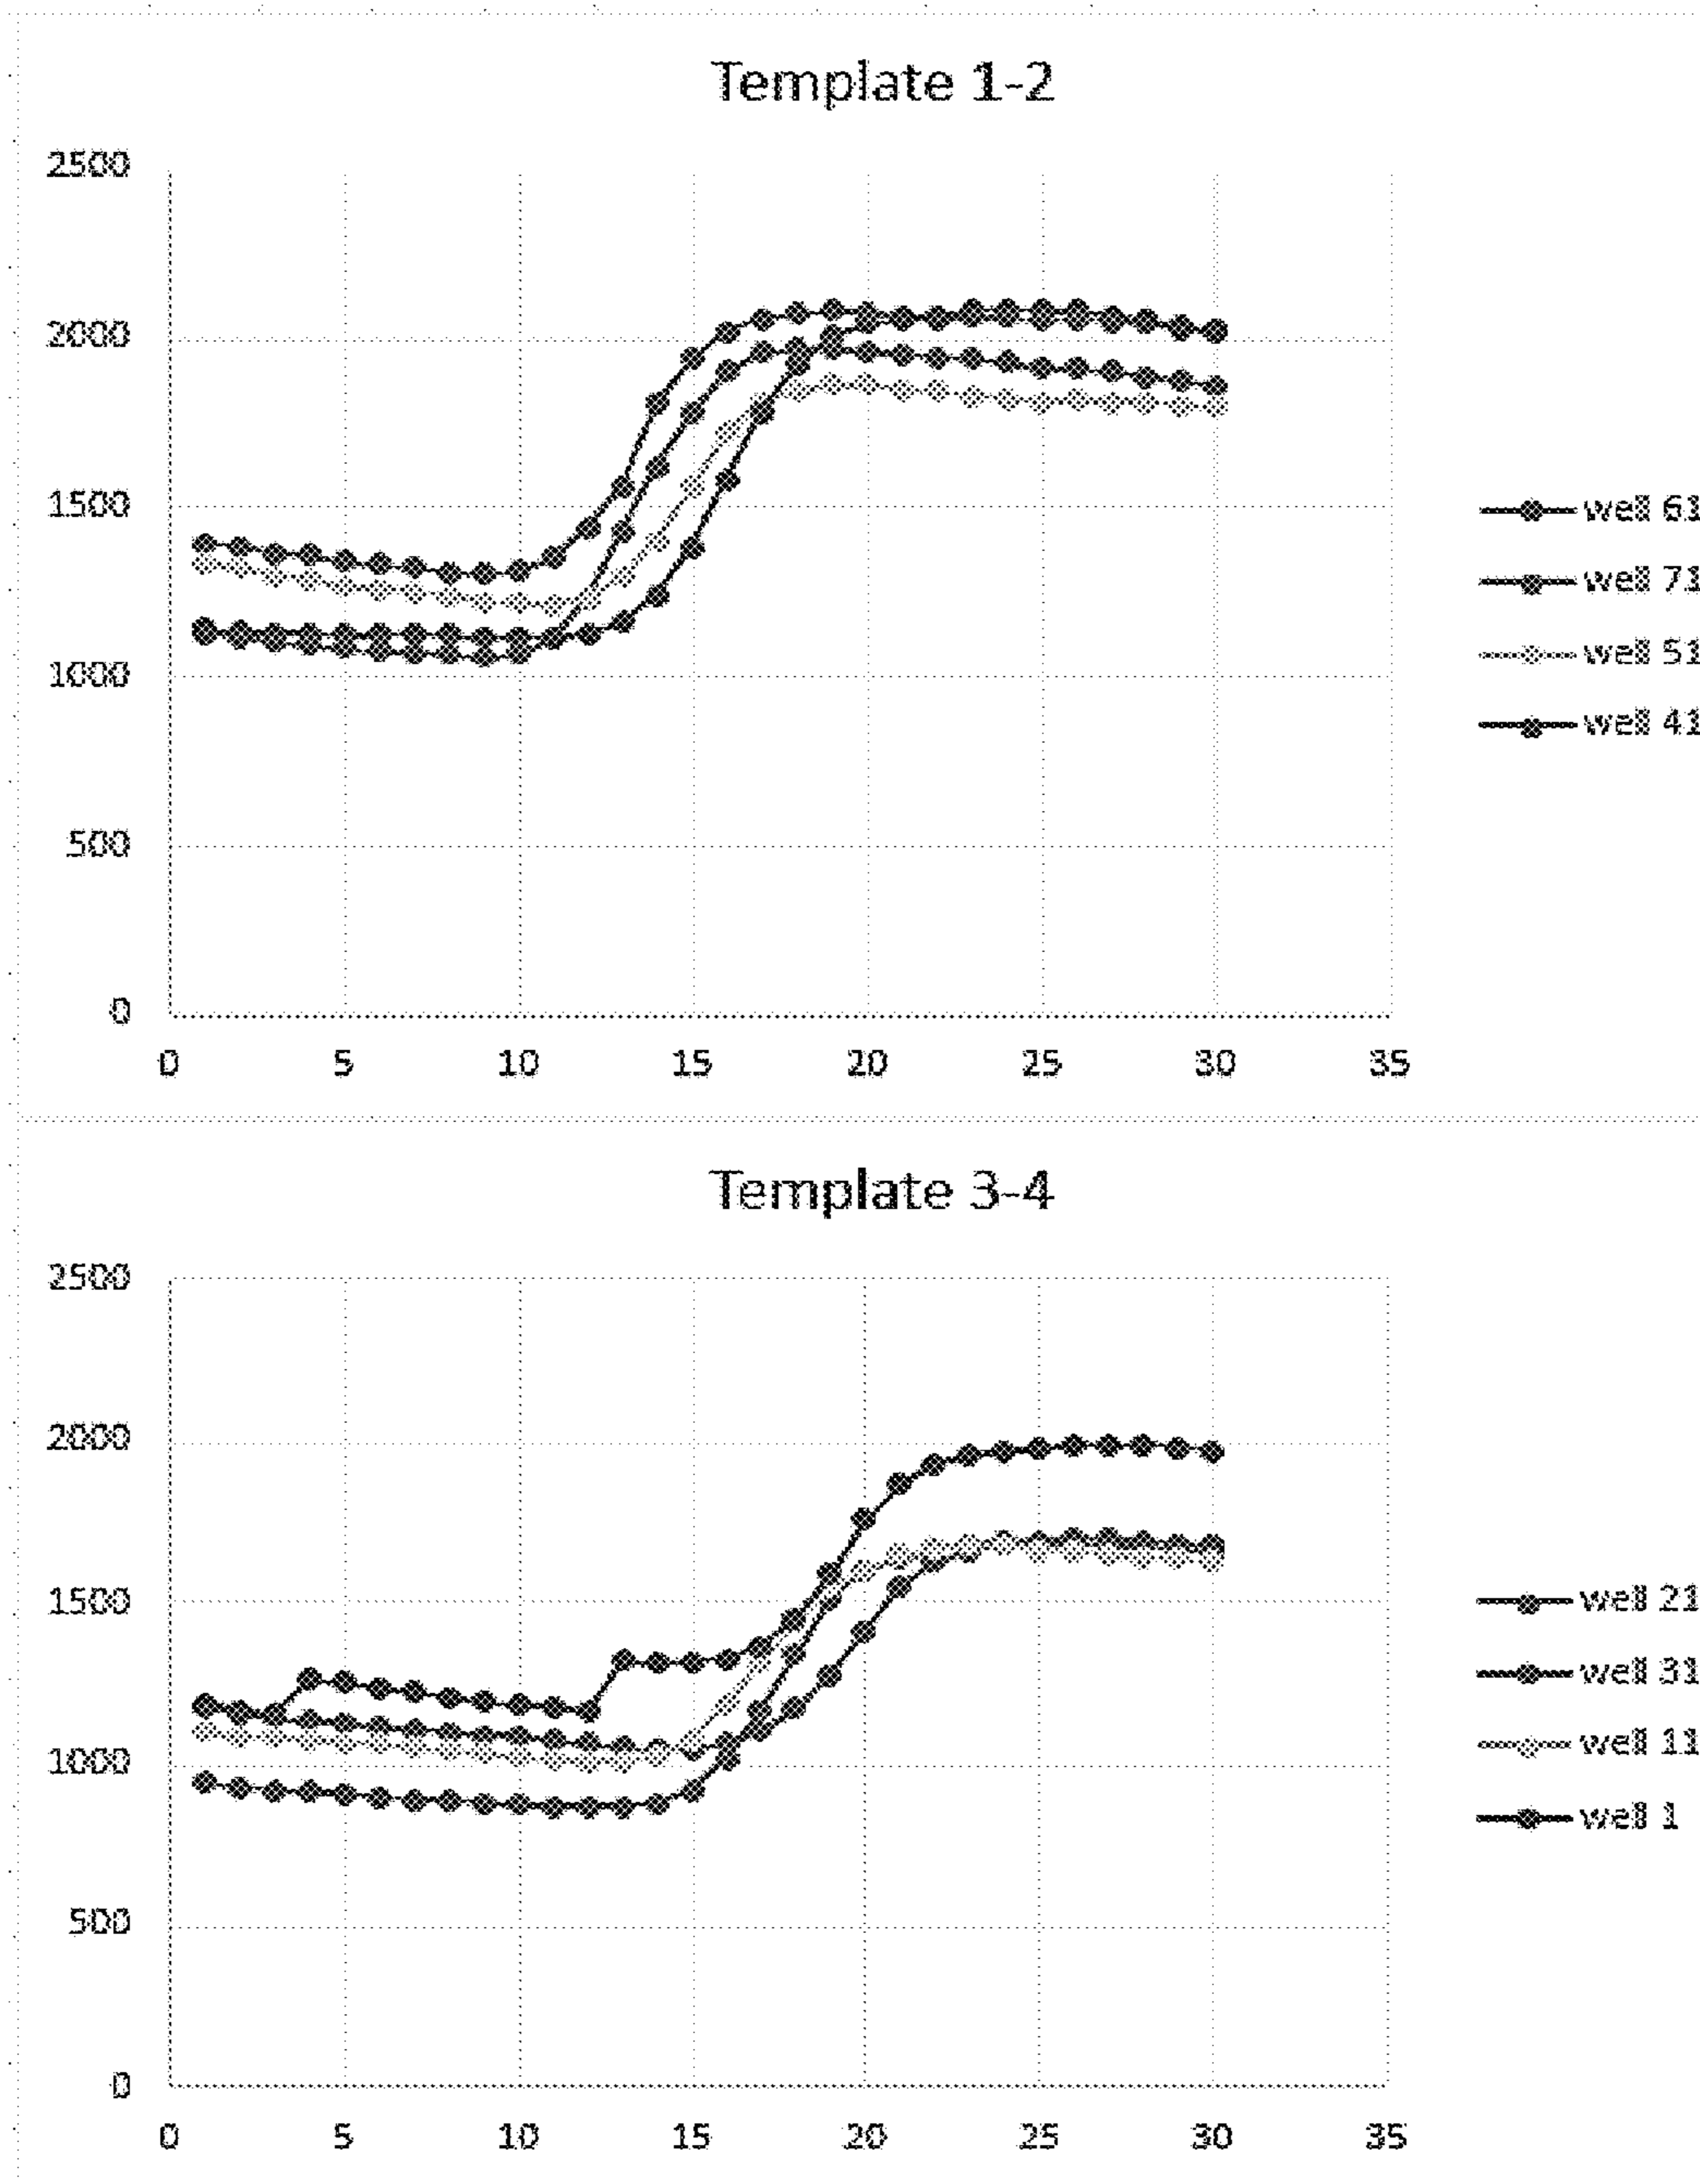 Template 1-2
2500
2000
1500
1000
500
0
0 5 10 15 20 25 30 35
well 61
well 71
well 51
well 41
Template 3-4
2500
2000
1500
1000
500
0
0 5 10 15 20 25 30 35
well 21
well 31
well 11
well 1